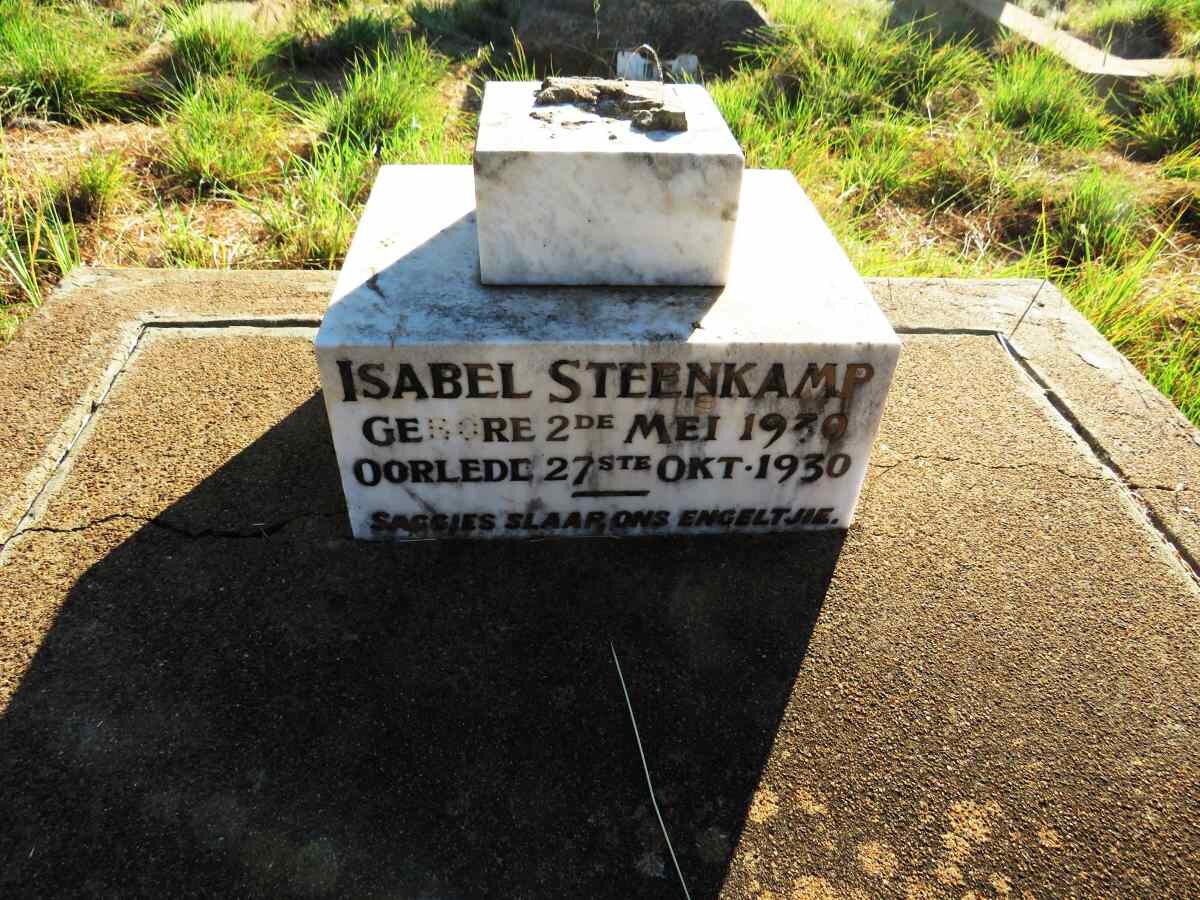 ISABEL STEENKAMP
GEBORE 2DE MEI 1930
OORLEDE 27STE OKT. 1930
SAGGIES SLAAP ONS ENGELTJIE.